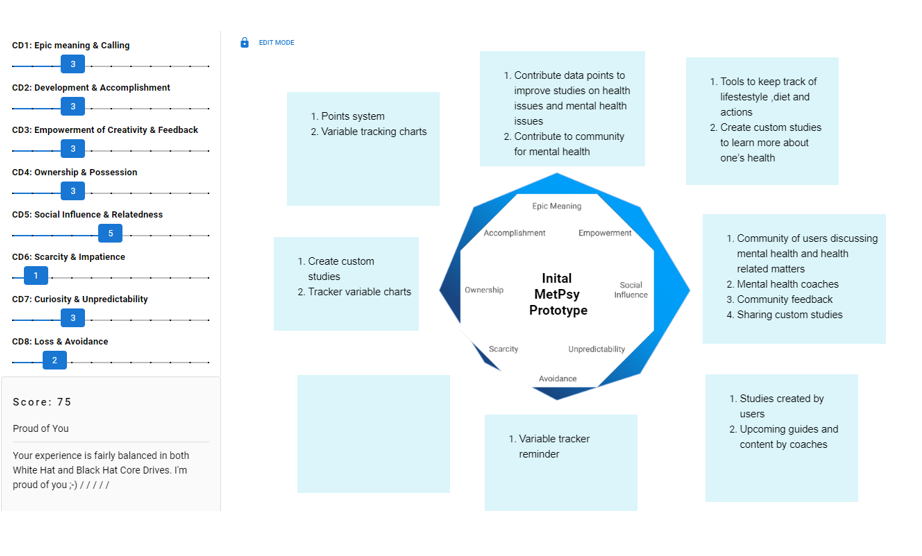 CD1: Epic meaning & Calling
3
CD2: Development & Accomplishment
3
CD3: Empowerment of Creativity & Feedback
3
CD4: Ownership & Possession
3
CD5: Social Influence & Relatedness
5
CD6: Scarcity & Impatience
1
CD7: Curiosity & Unpredictability
3
CD8: Loss & Avoidance
2
Score: 75
Proud of You
Your experience is fairly balanced in both
White Hat and Black Hat Core Drives. I'm
proud of you ;-) / / / / /
EDIT MODE
1. Points system
2. Variable tracking charts
1. Contribute data points to
improve studies on health
issues and mental health
issues
2. Contribute to community
for mental health
1. Tools to keep track of
lifestestyle ,diet and
actions
2. Create custom studies
to learn more about
one's health
1. Create custom
studies
2. Tracker variable charts
Epic Meaning
Accomplishment
Empowerment
Ownership
Inital
MetPsy
Prototype
Social
Influence
Scarcity
Unpredictability
Avoidance
1. Community of users discussing
mental health and health
related matters
2. Mental health coaches
3. Community feedback
4. Sharing custom studies
1. Variable tracker
reminder
1. Studies created by
users
2. Upcoming guides and
content by coaches